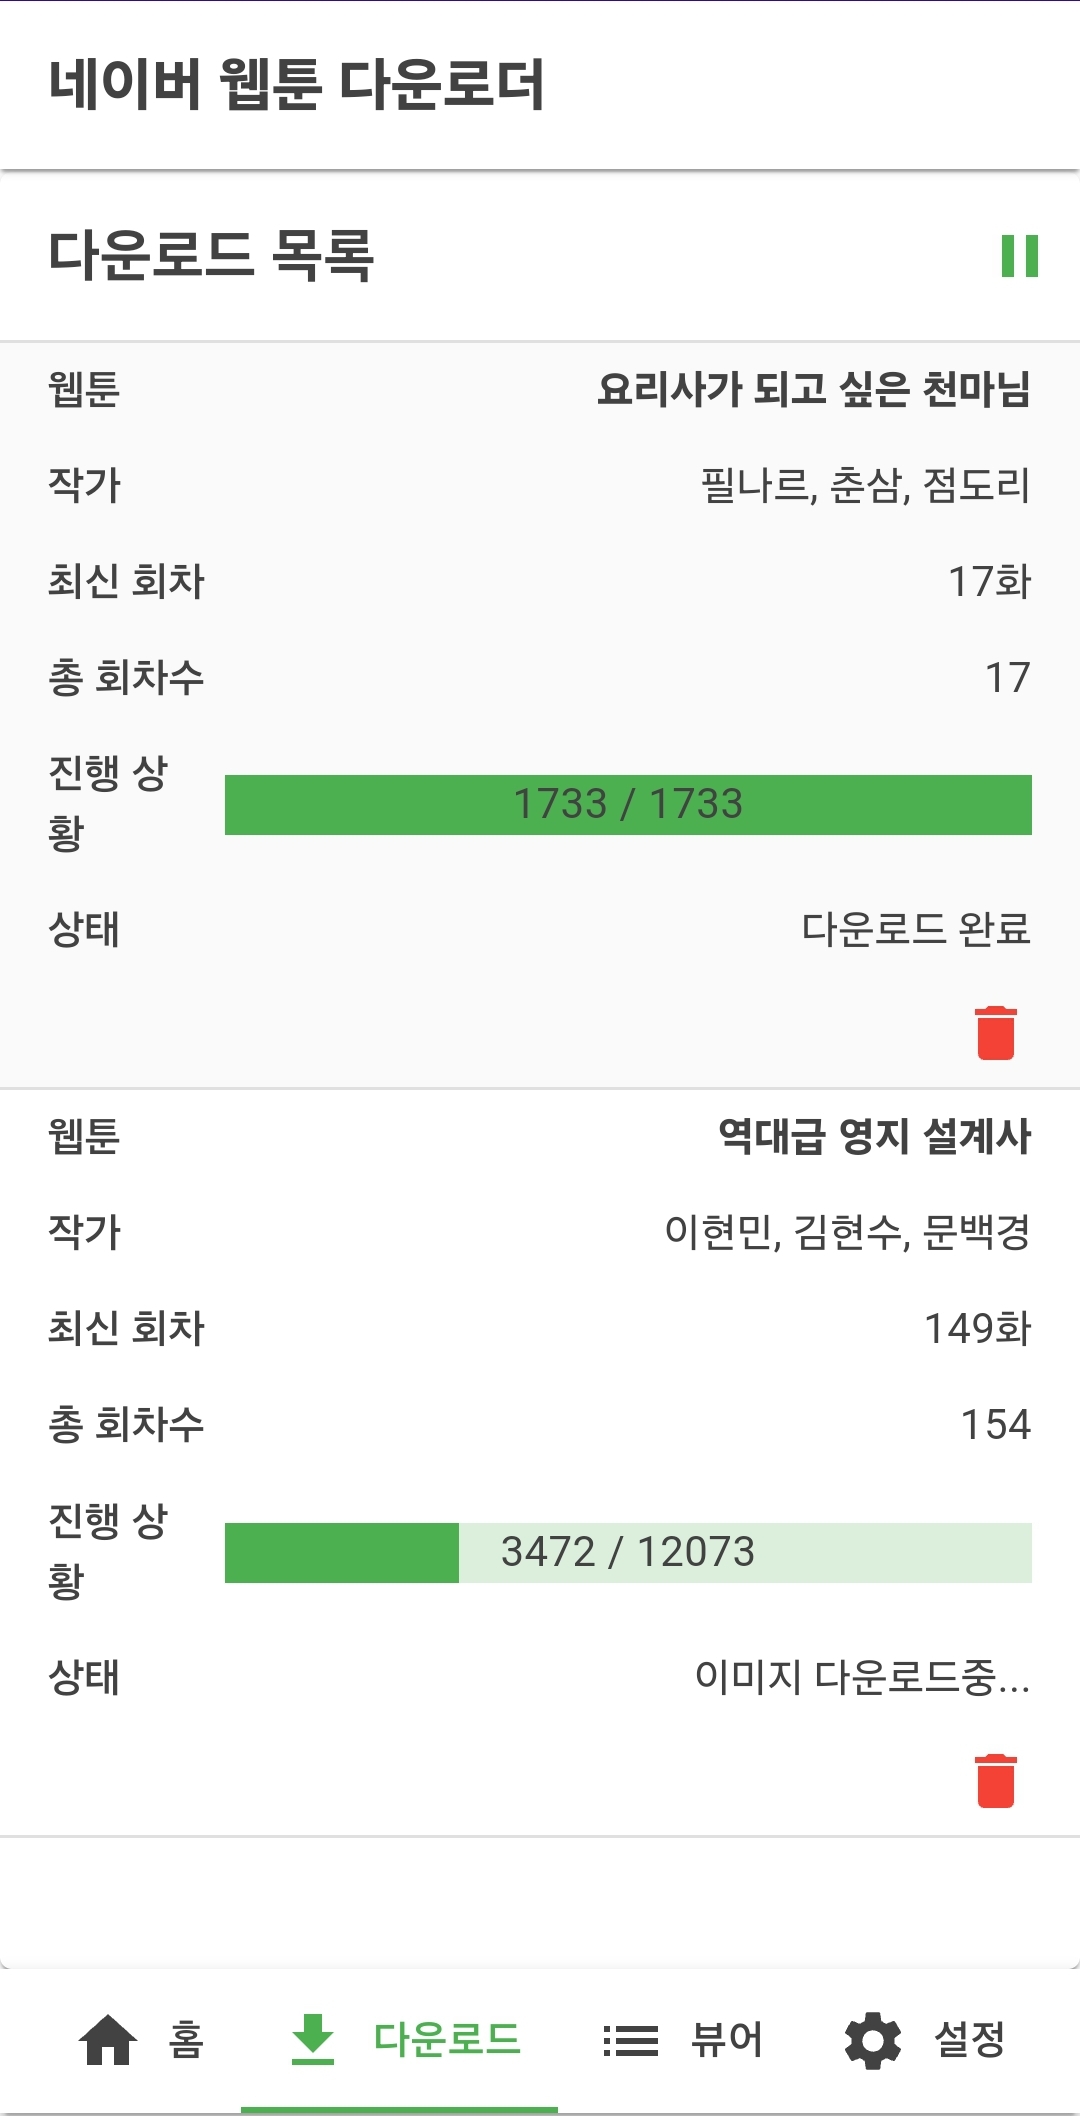 네이버 웹툰 다운로더
다운로드 목록
웹툰 요리사가 되고 싶은 천마님
작가 필나르, 춘삼, 점도리
최신 회차 17화
총 회차수 17
진행 상
황
1733 / 1733
상태 다운로드 완료
웹툰 역대급 영지 설계사
작가 이현민, 김현수, 문백경
최신 회차 149화
총 회차수 154
진행 상
황
3472 / 12073
상태 이미지 다운로드중...
홈 다운로드 뷰어 설정